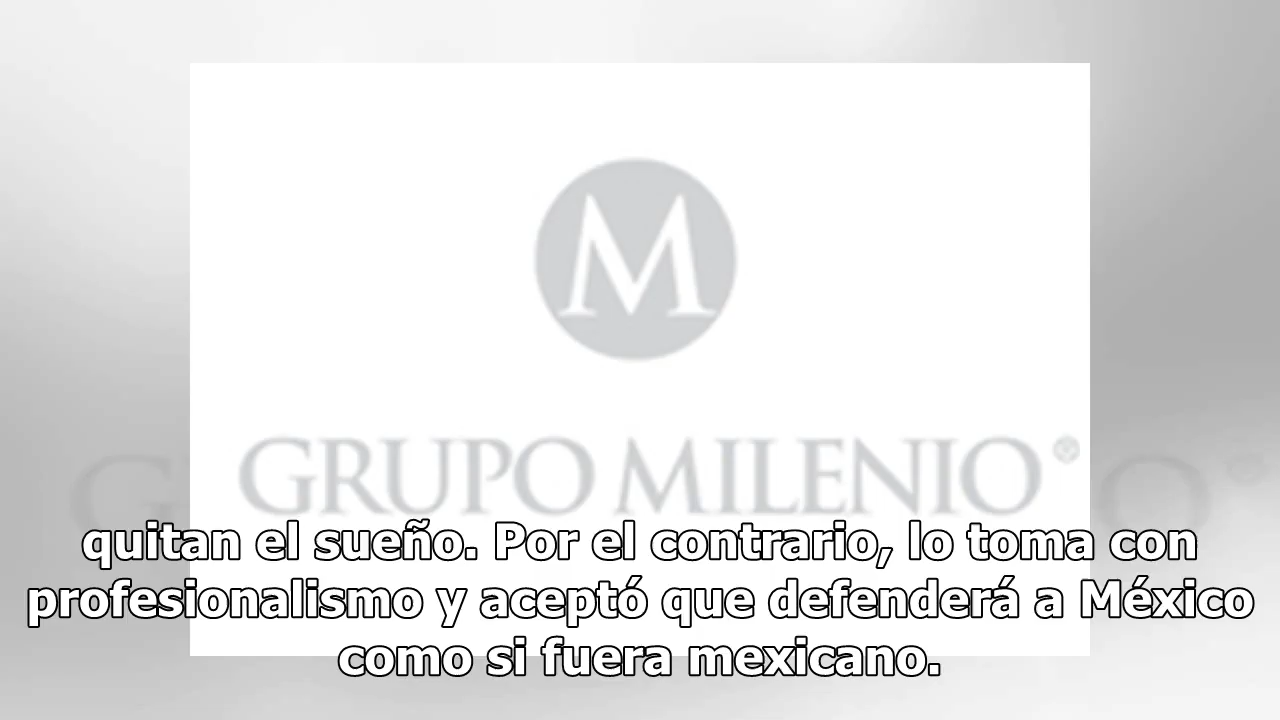 M
GRUPO MILENIO®
quitan el sueño. Por el contrario, lo toma con
profesionalismo y aceptó que defenderá a México
como si fuera mexicano.